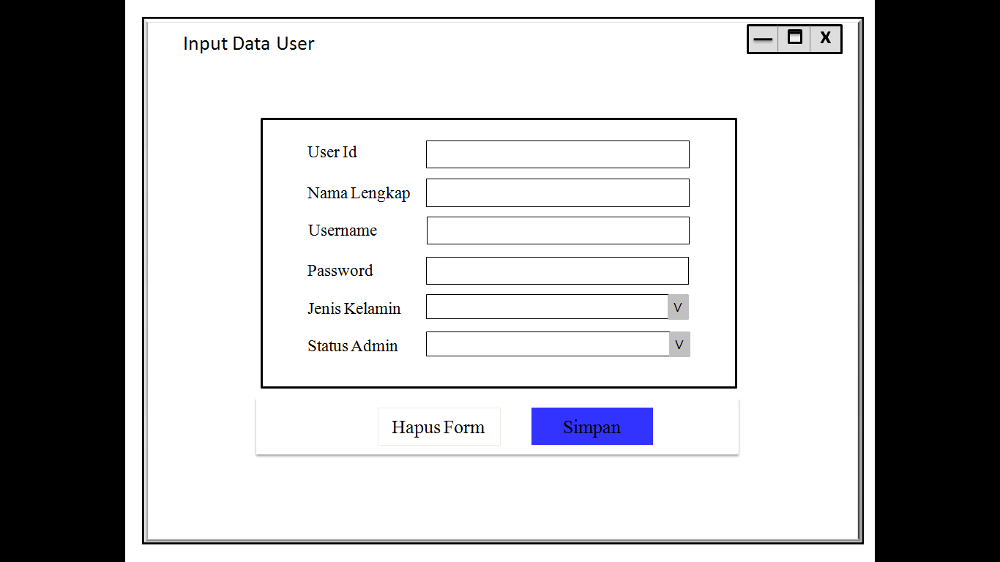 Input Data User
X
User Id
Nama Lengkap
Username
Password
Jenis Kelamin
V
Status Admin
V
Hapus Form
Simpan